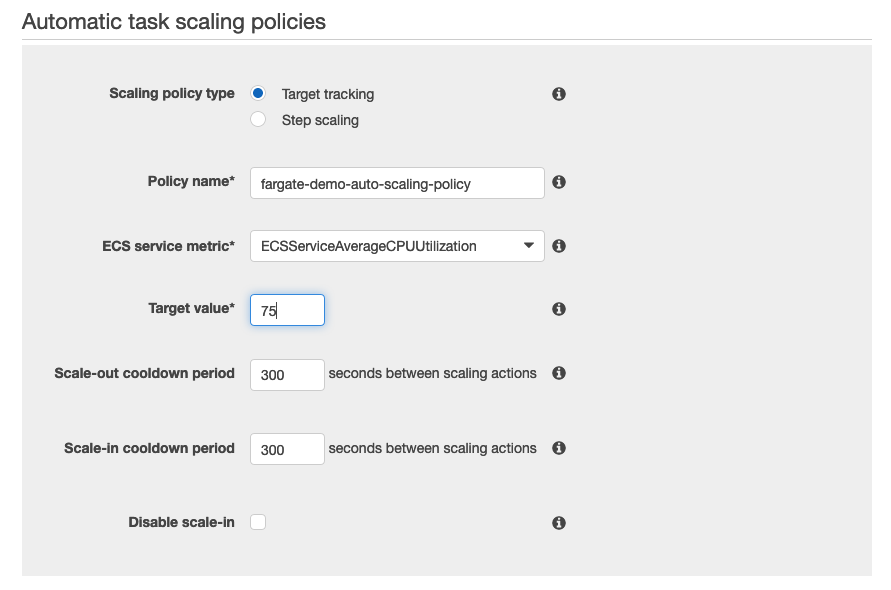 Automatic task scaling policies
Scaling policy type Target tracking
Step scaling
Policy name* fargate-demo-auto-scaling-policy
ECS service metric* ECSServiceAverageCPUUtilization
Target value* 75
Scale-out cooldown period 300 seconds between scaling actions
Scale-in cooldown period 300 seconds between scaling actions
Disable scale-in